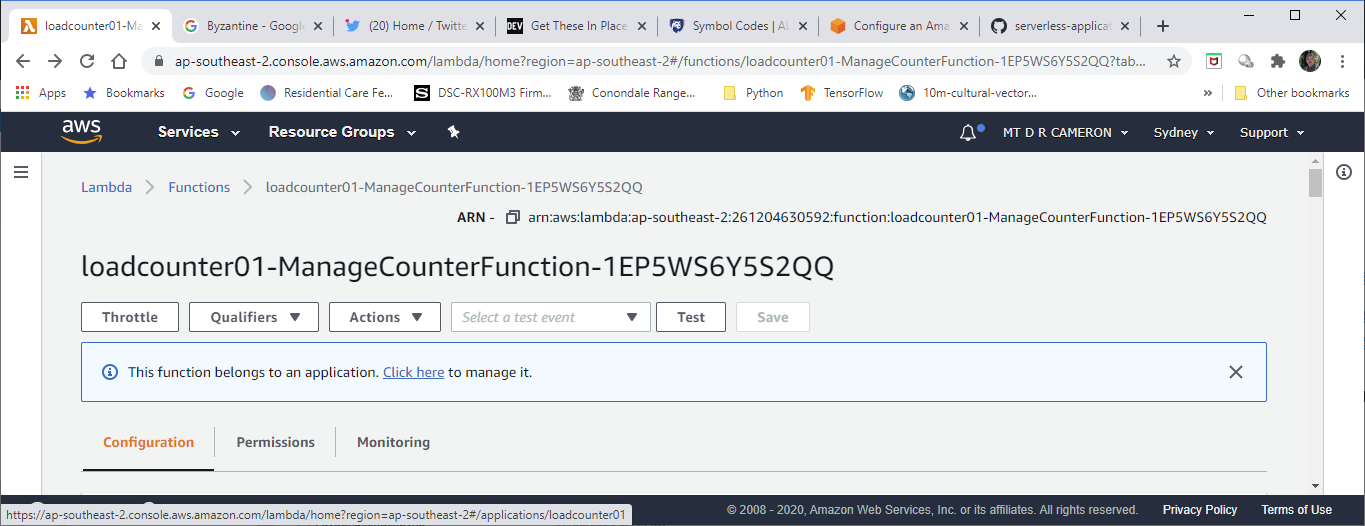 loadcounter01-Ma
Byzantine - Google
(20) Home / Twitte
DEV Get These In Place
Symbol Codes | AL
Configure an Ama
serverless-applicat
ap-southeast-2.console.aws.amazon.com/lambda/home?region=ap-southeast-2#/functions/loadcounter01-ManageCounterFunction-1EP5WS6Y5S2QQ?tab...
Apps Bookmarks Google Residential Care Fe... S DSC-RX100M3 Firm... Conondale Range... Python TensorFlow 10m-cultural-vector... » Other bookmarks
aws Services Resource Groups MT D R CAMERON Sydney Support
Lambda Functions loadcounter01-ManageCounterFunction-1EP5WS6Y5S2QQ
ARN - arn:aws:lambda:ap-southeast-2:261204630592:function:loadcounter01-ManageCounterFunction-1EP5WS6Y5S2QQ
loadcounter01-ManageCounterFunction-1EP5WS6Y5S2QQ
Throttle Qualifiers Actions Select a test event Test Save
This function belongs to an application. Click here to manage it.
Configuration Permissions Monitoring
https://ap-southeast-2.console.aws.amazon.com/lambda/home?region=ap-southeast-2#/applications/loadcounter01
© 2008 - 2020, Amazon Web Services, Inc. or its affiliates. All rights reserved. Privacy Policy Terms of Use